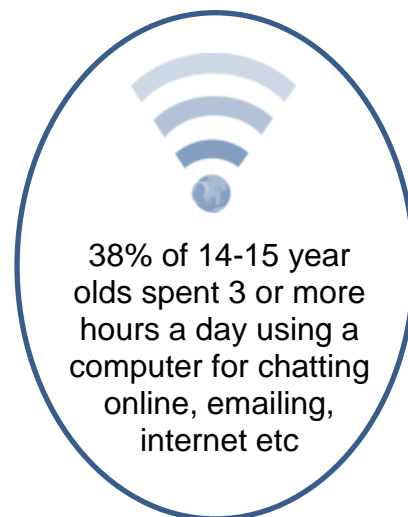 38% of 14-15 year
olds spent 3 or more
hours a day using a
computer for chatting
online, emailing,
internet etc